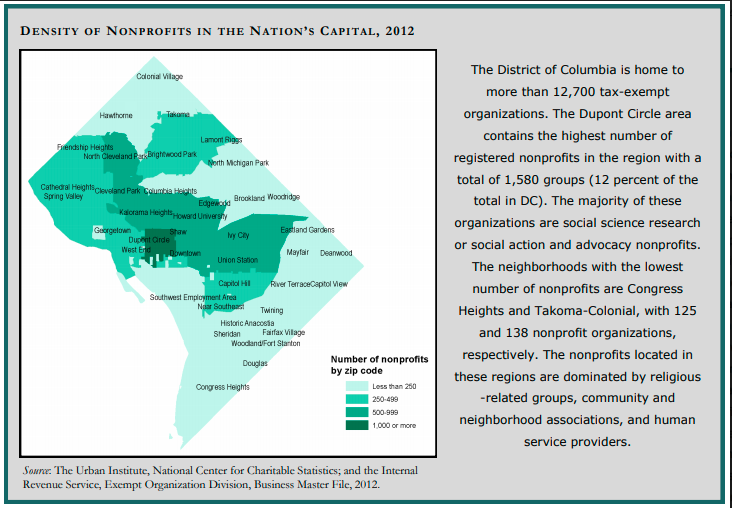 DENSITY OF NONPROFITS IN THE NATION'S CAPITAL, 2012
Colonial Village
Hawthorne
Takoma
Lamont Riggs
Friendship Heights
North Cleveland Park
Brightwood Park
North Michigan Park
Cathedral Heights
Cleveland Park
Columbia Heights
Spring Valley
Edgewood
Brookland
Woodridge
Kalorama Heights
Howard University
Georgetown
Shaw
Ivy City
Eastland Gardens
Dupont Circle
West End
Downtown
Union Station
Mayfair
Deanwood
Capitol Hill
River Terrace
Capitol View
Southwest Employment Area
Near Southeast
Twining
Historic Anacostia
Sheridan
Fairfax Village
Woodland/Fort Stanton
Douglas
Congress Heights
Number of nonprofits
by zip code
Less than 250
250-499
500-999
1,000 or more
Source: The Urban Institute, National Center for Charitable Statistics; and the Internal
Revenue Service, Exempt Organization Division, Business Master File, 2012.
The District of Columbia is home to
more than 12,700 tax-exempt
organizations. The Dupont Circle area
contains the highest number of
registered nonprofits in the region with a
total of 1,580 groups (12 percent of the
total in DC). The majority of these
organizations are social science research
or social action and advocacy nonprofits.
The neighborhoods with the lowest
number of nonprofits are Congress
Heights and Takoma-Colonial, with 125
and 138 nonprofit organizations,
respectively. The nonprofits located in
these regions are dominated by religious
-related groups, community and
neighborhood associations, and human
service providers.